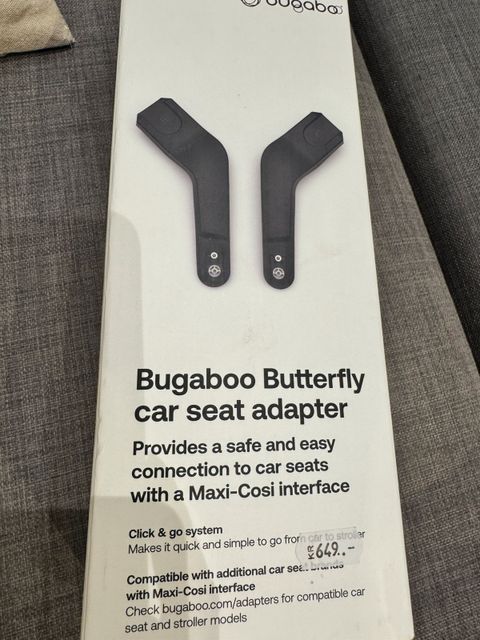 bugaboo
Bugaboo Butterfly
car seat adapter
Provides a safe and easy
connection to car seats
with a Maxi-Cosi interface
Click & go system
Makes it quick and simple to go from car to stroller
KR 649.-
Compatible with additional car seat brands
with Maxi-Cosi interface
Check bugaboo.com/adapters for compatible car
seat and stroller models